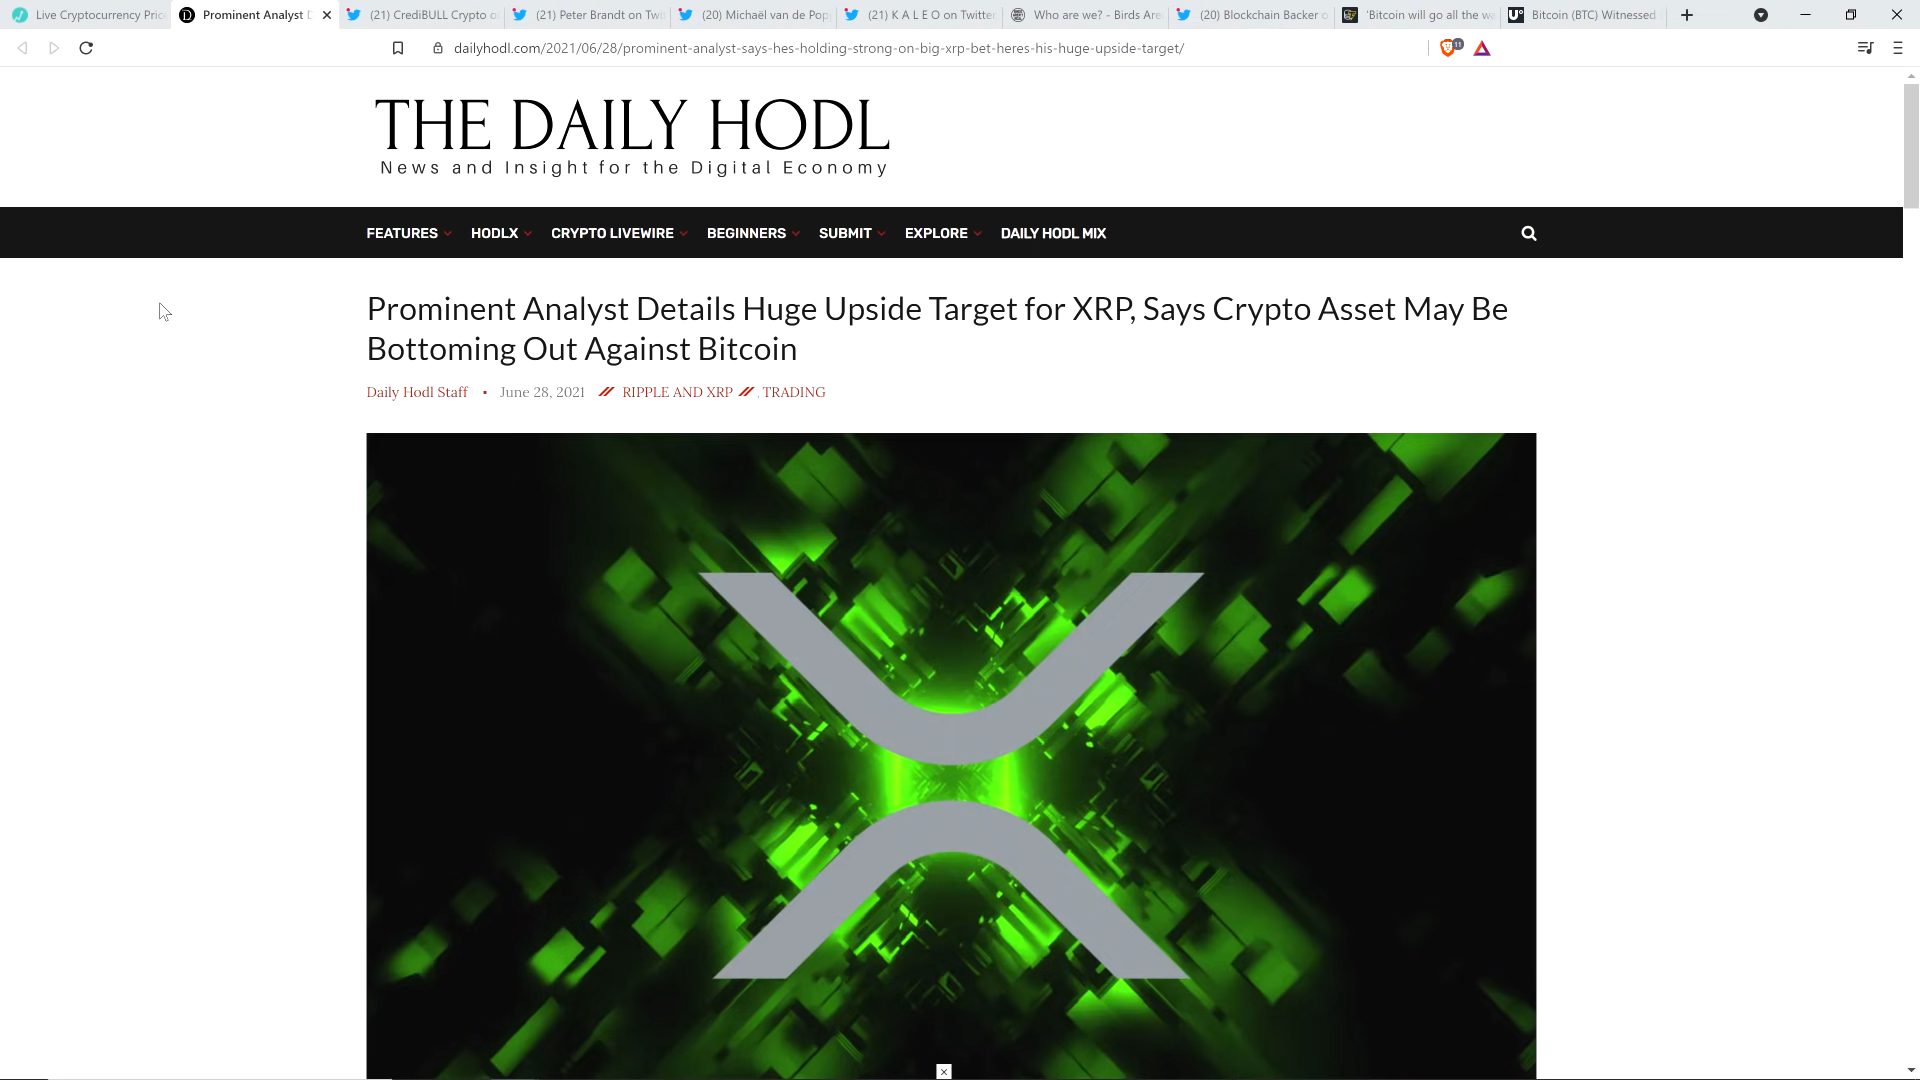 Live Cryptocurrency Pric
Prominent Analyst D
(21) CrediBULL Crypto o
(21) Peter Brandt on Twi
(20) Michaël van de Pop
(21) K A L E O on Twitter
Who are we? - Birds Are
(20) Blockchain Backer o
'Bitcoin will go all the wa
Bitcoin (BTC) Witnessed
dailyhodl.com/2021/06/28/prominent-analyst-says-hes-holding-strong-on-big-xrp-bet-heres-his-huge-upside-target/
11
THE DAILY HODL
News and Insight for the Digital Economy
FEATURES HODLX CRYPTO LIVEWIRE BEGINNERS SUBMIT EXPLORE DAILY HODL MIX
Prominent Analyst Details Huge Upside Target for XRP, Says Crypto Asset May Be
Bottoming Out Against Bitcoin
Daily Hodl Staff • June 28, 2021 // RIPPLE AND XRP // , TRADING